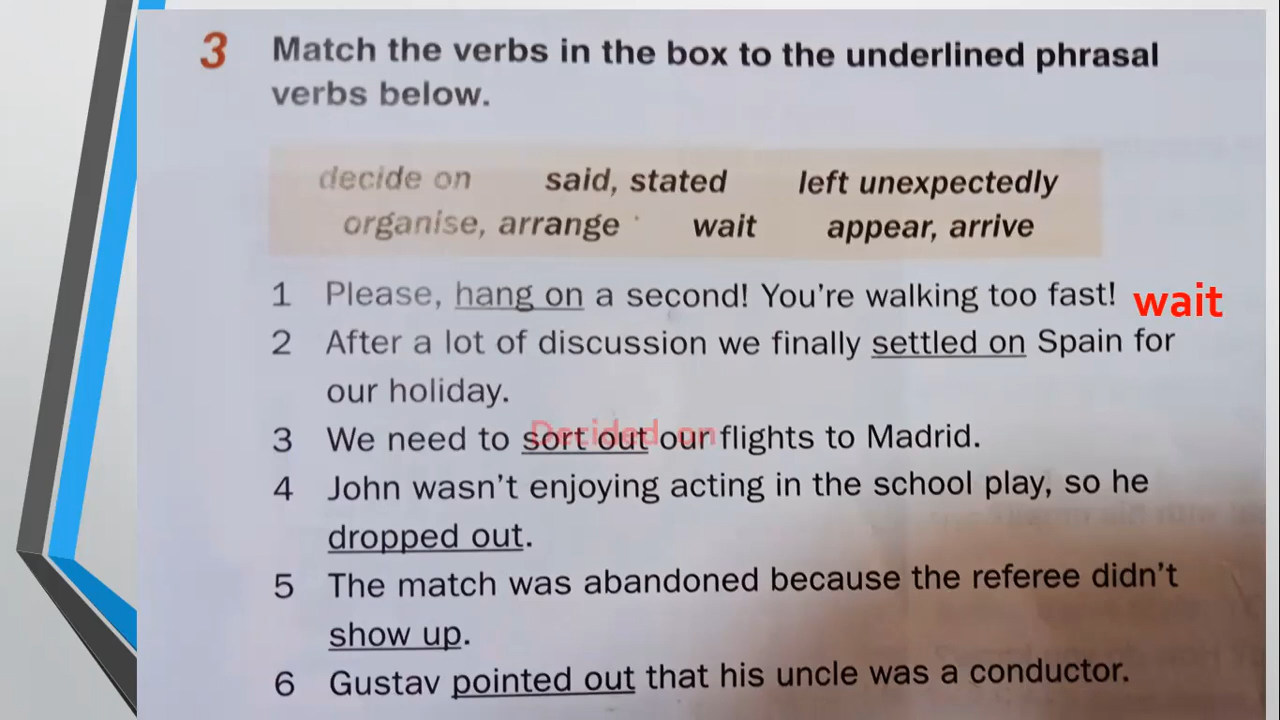 3 Match the verbs in the box to the underlined phrasal
verbs below.
decide on said, stated left unexpectedly
organise, arrange wait appear, arrive
1 Please, hang on a second! You're walking too fast! wait
2 After a lot of discussion we finally settled on Spain for
our holiday.
Decided on
3 We need to sort out our flights to Madrid.
4 John wasn't enjoying acting in the school play, so he
dropped out.
5 The match was abandoned because the referee didn't
show up.
6 Gustav pointed out that his uncle was a conductor.